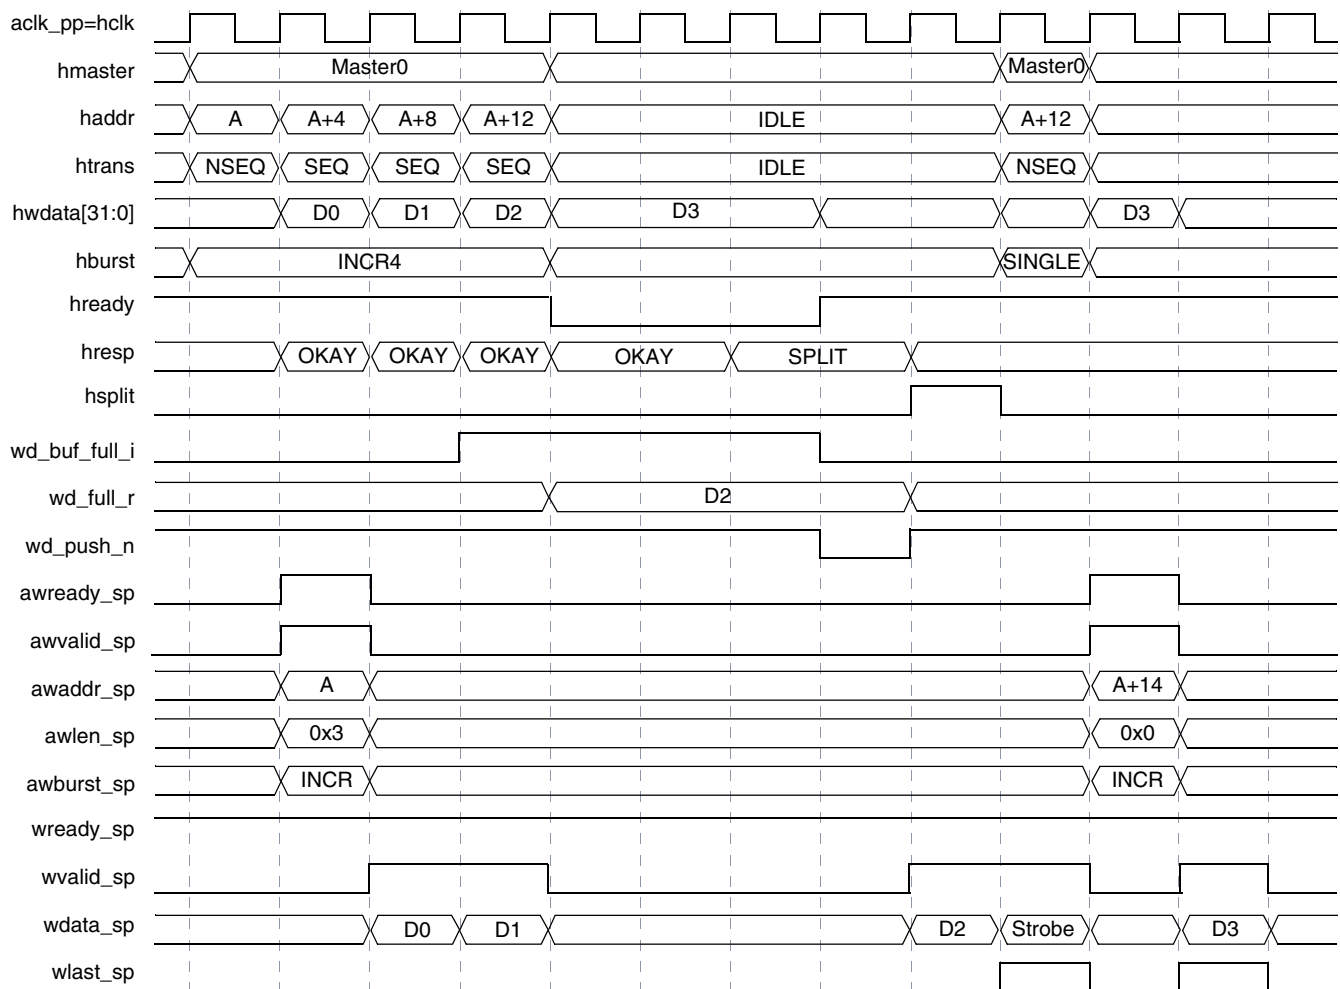 aclk_pp=hclk
hmaster Master0 Master0
haddr A A+4 A+8 A+12 IDLE A+12
htrans NSEQ SEQ SEQ SEQ IDLE NSEQ
hwdata[31:0] D0 D1 D2 D3 D3
hburst INCR4 SINGLE
hready
hresp OKAY OKAY OKAY OKAY SPLIT
hsplit
wd_buf_full_i
wd_full_r D2
wd_push_n
awready_sp
awvalid_sp
awaddr_sp A A+14
awlen_sp 0x3 0x0
awburst_sp INCR INCR
wready_sp
wvalid_sp
wdata_sp D0 D1 D2 Strobe D3
wlast_sp